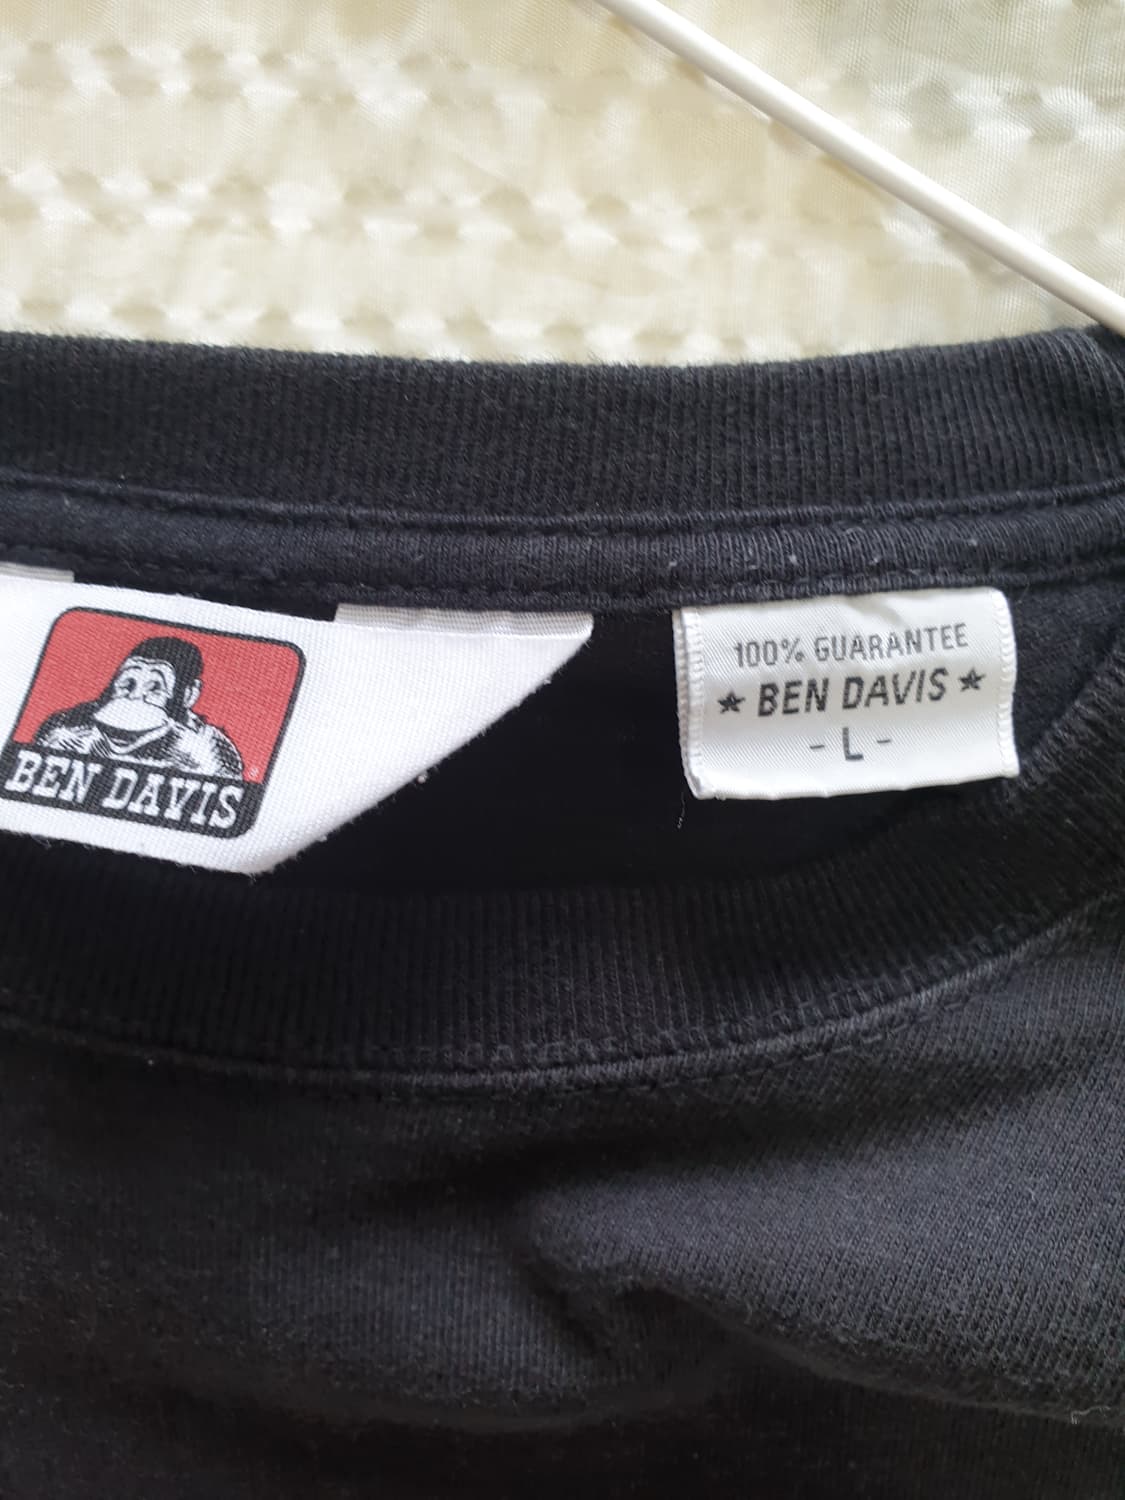 BEN DAVIS
®
100% GUARANTEE
★ BEN DAVIS ★
- L -